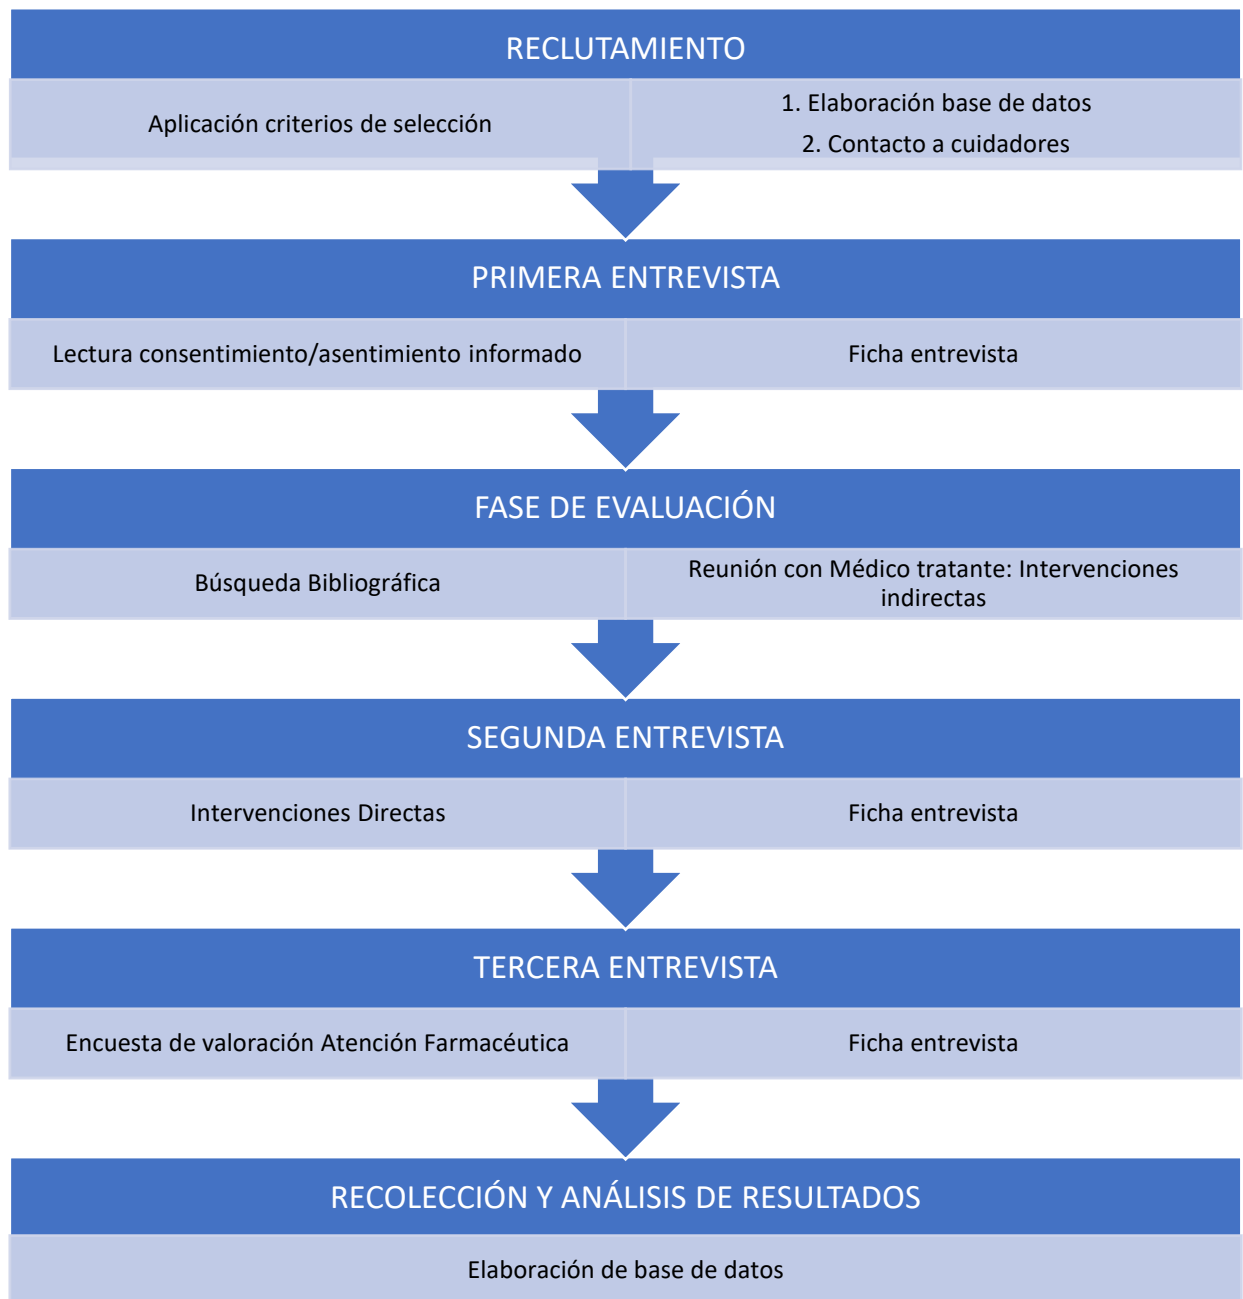 RECLUTAMIENTO
Aplicación criterios de selección
1. Elaboración base de datos
2. Contacto a cuidadores
PRIMERA ENTREVISTA
Lectura consentimiento/asentimiento informado
Ficha entrevista
FASE DE EVALUACIÓN
Búsqueda Bibliográfica
Reunión con Médico tratante: Intervenciones
indirectas
SEGUNDA ENTREVISTA
Intervenciones Directas
Ficha entrevista
TERCERA ENTREVISTA
Encuesta de valoración Atención Farmacéutica
Ficha entrevista
RECOLECCIÓN Y ANÁLISIS DE RESULTADOS
Elaboración de base de datos